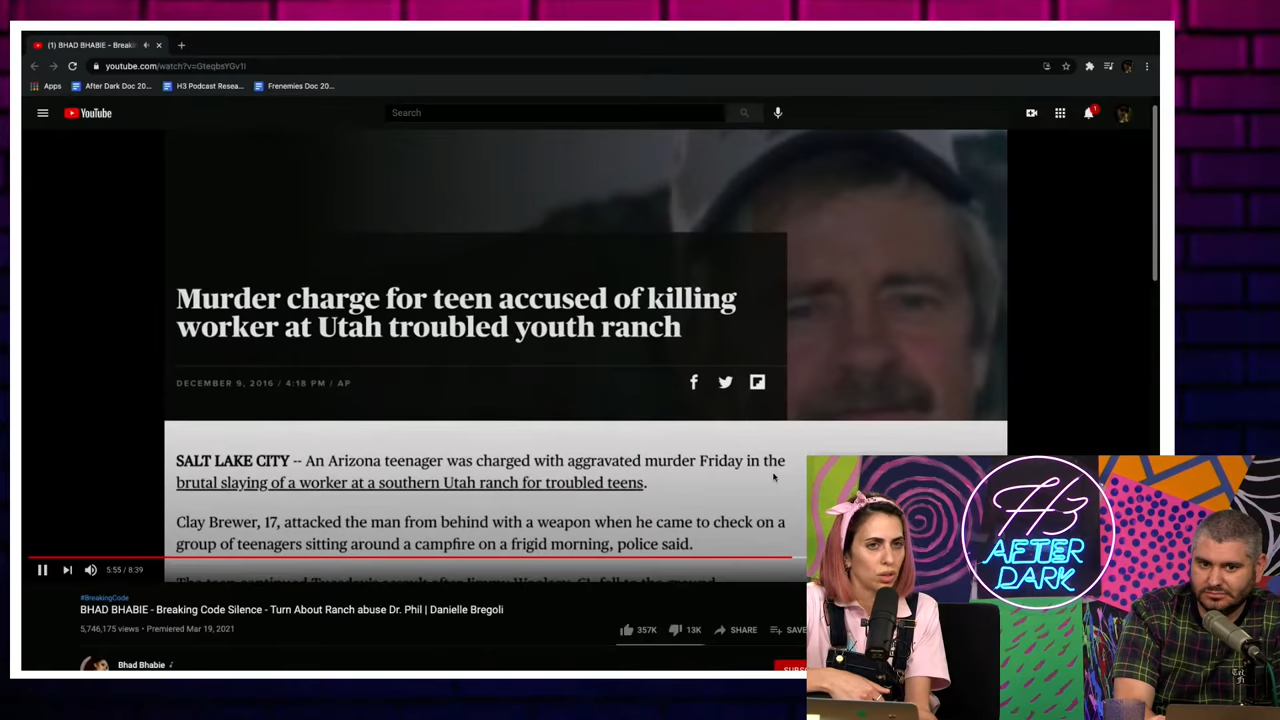 (1) BHAD BHABIE - Breaki
youtube.com/watch?v=GteqbsYGv1I
Apps
After Dark Doc 20...
H3 Podcast Resea...
Frenemies Doc 20...
YouTube
Search
1
Murder charge for teen accused of killing
worker at Utah troubled youth ranch
DECEMBER 9, 2016 / 4:18 PM / AP
SALT LAKE CITY -- An Arizona teenager was charged with aggravated murder Friday in the
brutal slaying of a worker at a southern Utah ranch for troubled teens.
Clay Brewer, 17, attacked the man from behind with a weapon when he came to check on a
group of teenagers sitting around a campfire on a frigid morning, police said.
5:55 / 8:39
#BreakingCode
BHAD BHABIE - Breaking Code Silence - Turn About Ranch abuse Dr. Phil | Danielle Bregoli
5,746,175 views • Premiered Mar 19, 2021
357K
13K
SHARE
SAVE
Bhad Bhabie
SUBS
H3
AFTER
DARK